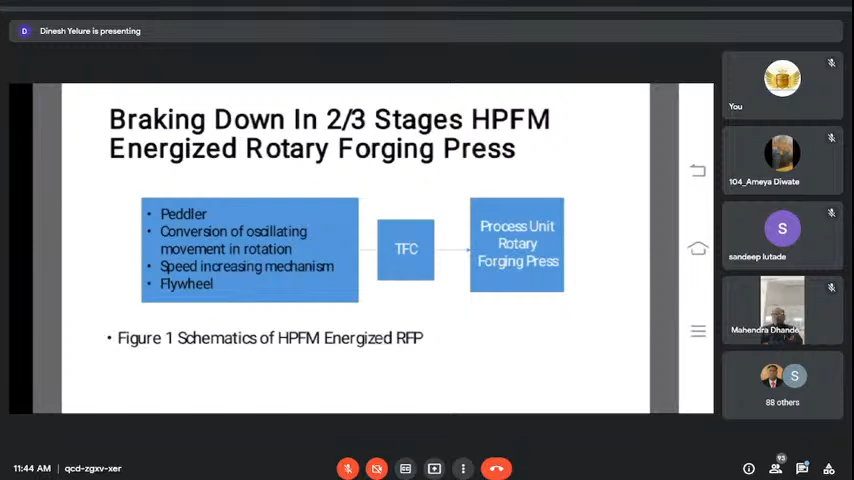 D Dinesh Yelure is presenting
Braking Down In 2/3 Stages HPFM
Energized Rotary Forging Press
• Peddler
• Conversion of oscillating
movement in rotation
• Speed increasing mechanism
• Flywheel
TFC
Process Unit
Rotary
Forging Press
• Figure 1 Schematics of HPFM Energized RFP
You
104_Ameya Diwate
S
sandeep lutade
Mahendra Dhande
S
88 others
11:44 AM | qcd-zgxv-xer
93